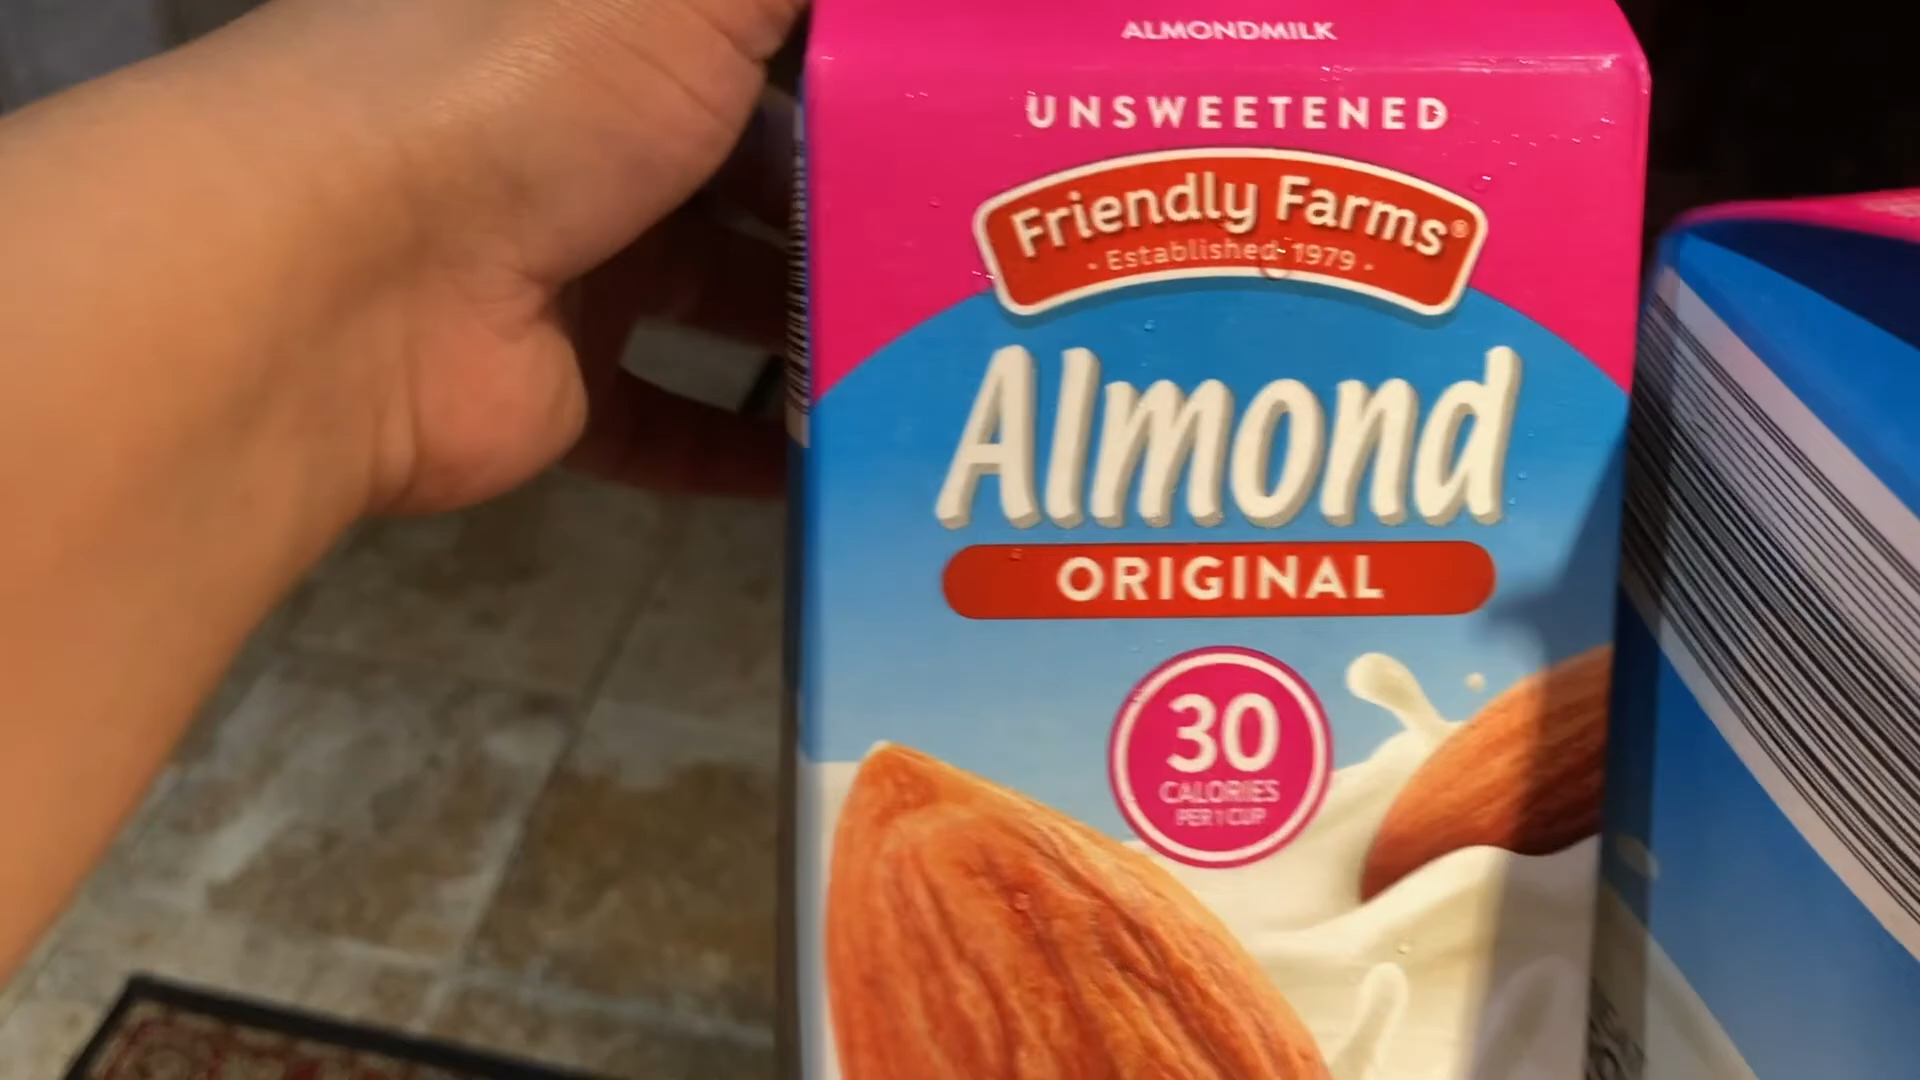 ALMONDMILK
UNSWEETENED
Friendly Farms®
· Established 1979 ·
Almond
ORIGINAL
30
CALORIES
PER 1 CUP